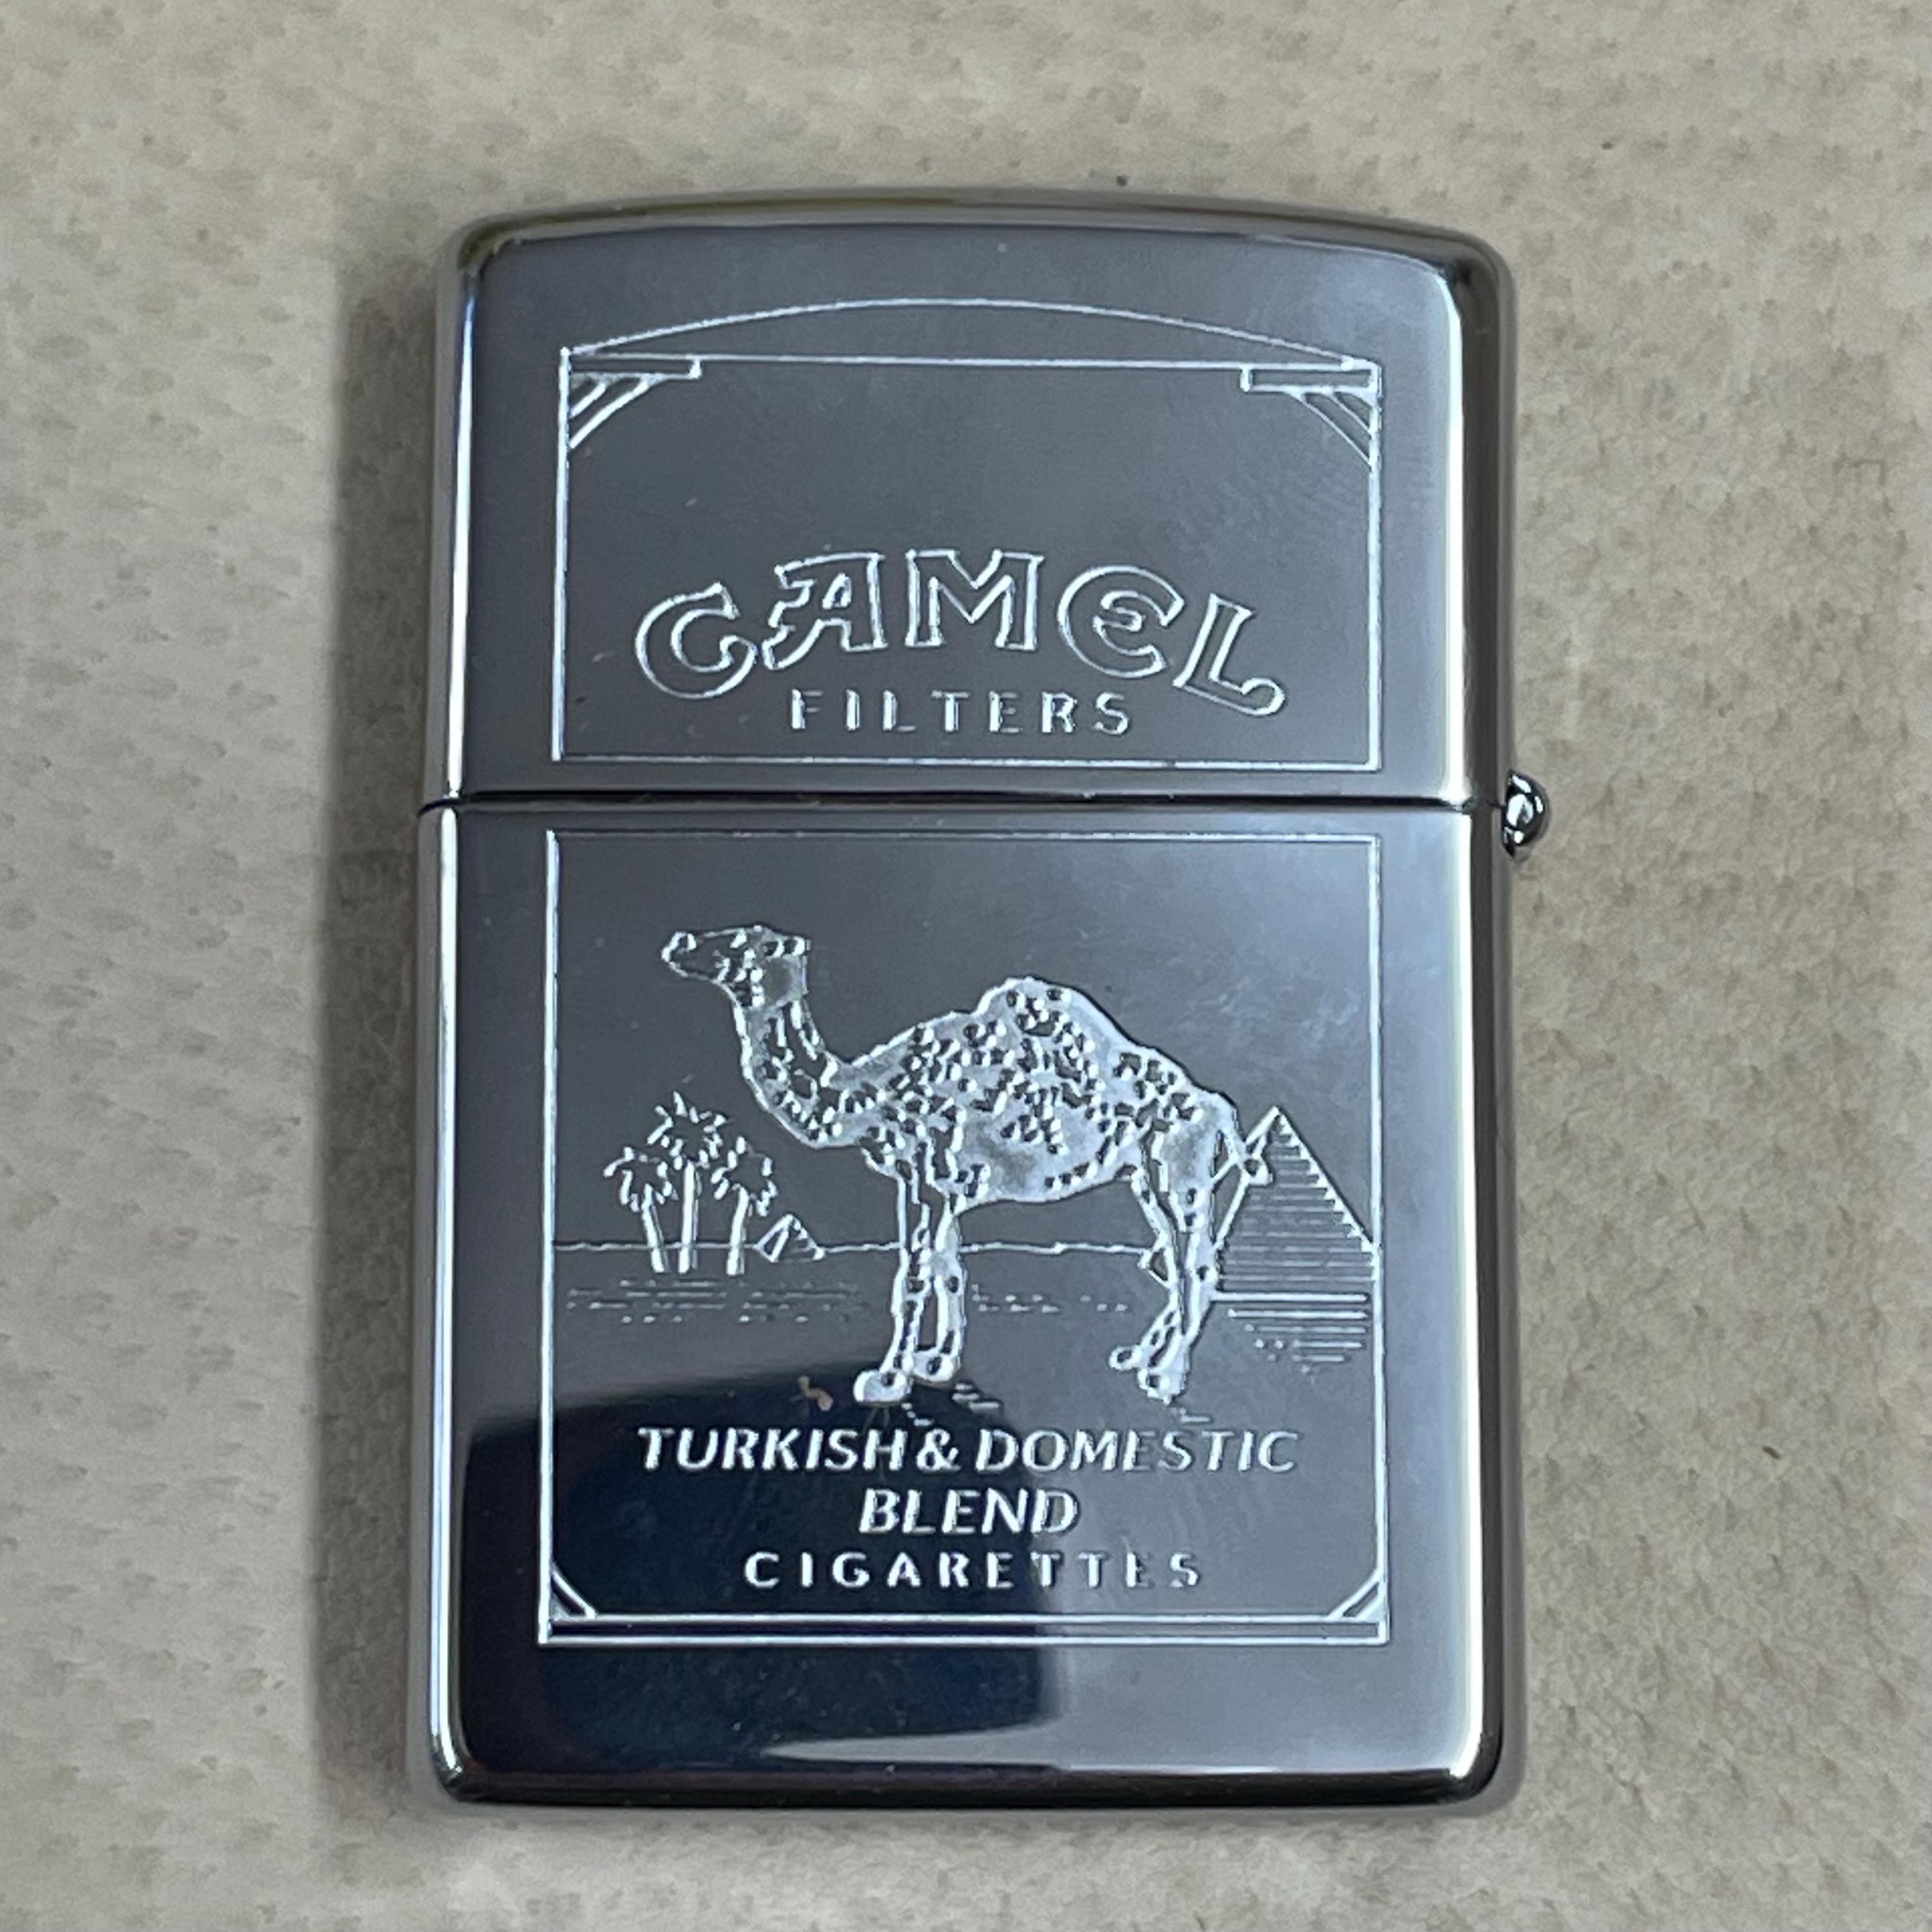 CAMEL
FILTERS
TURKISH & DOMESTIC
BLEND
CIGARETTES